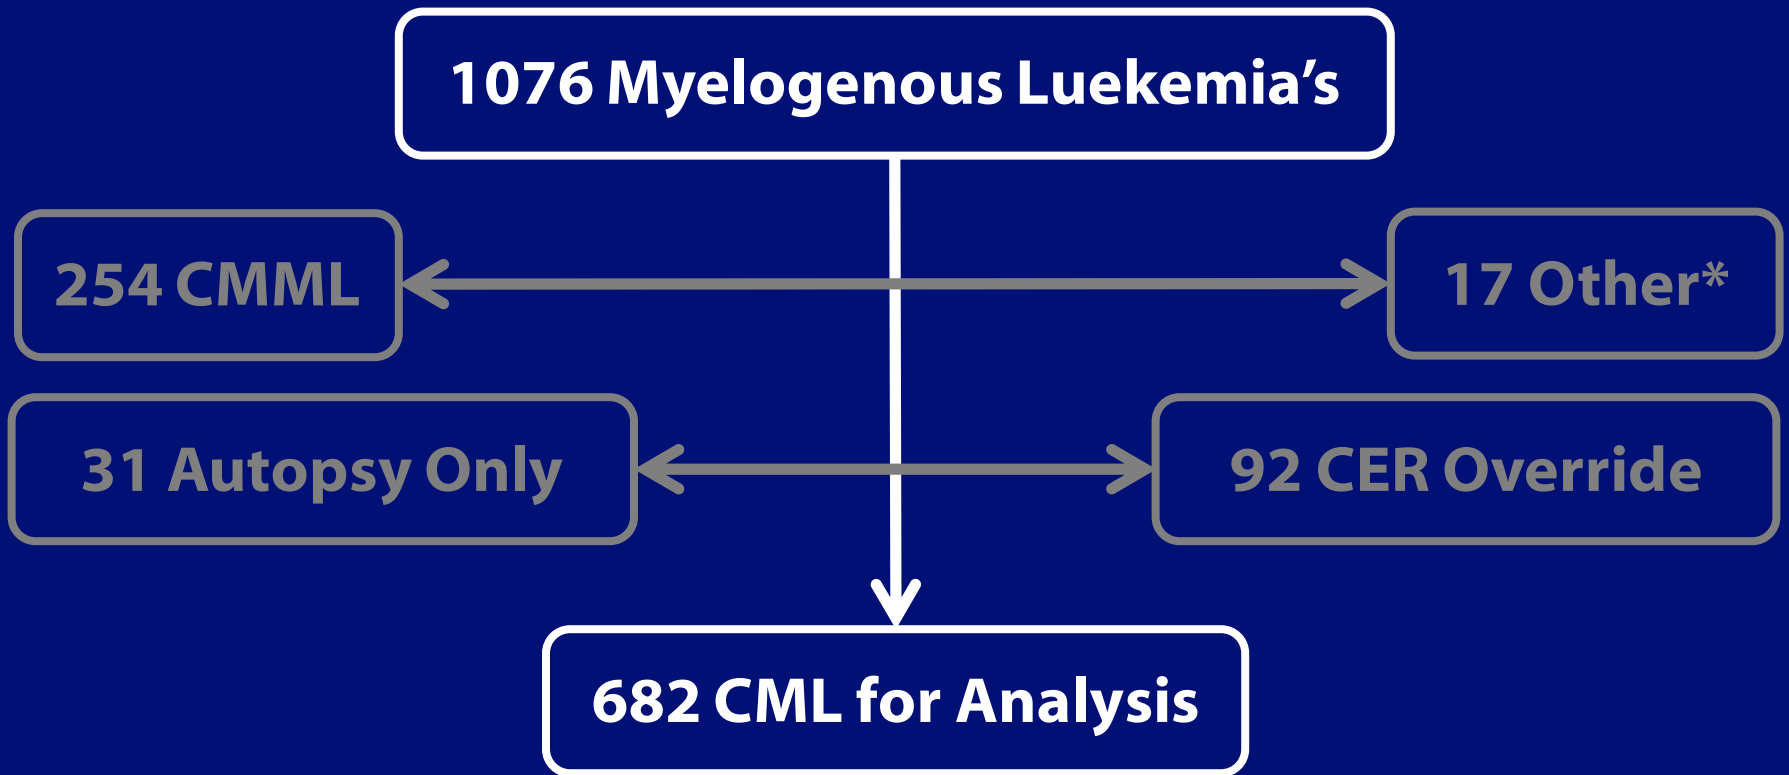 1076 Myelogenous Luekemia’s
254 CMML
17 Other*
31 Autopsy Only
92 CER Override
682 CML for Analysis